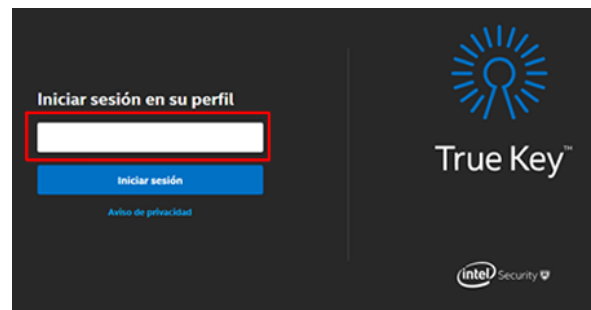 Iniciar sesión en su perfil
Iniciar sesión
Aviso de privacidad
True Key™
intel Security